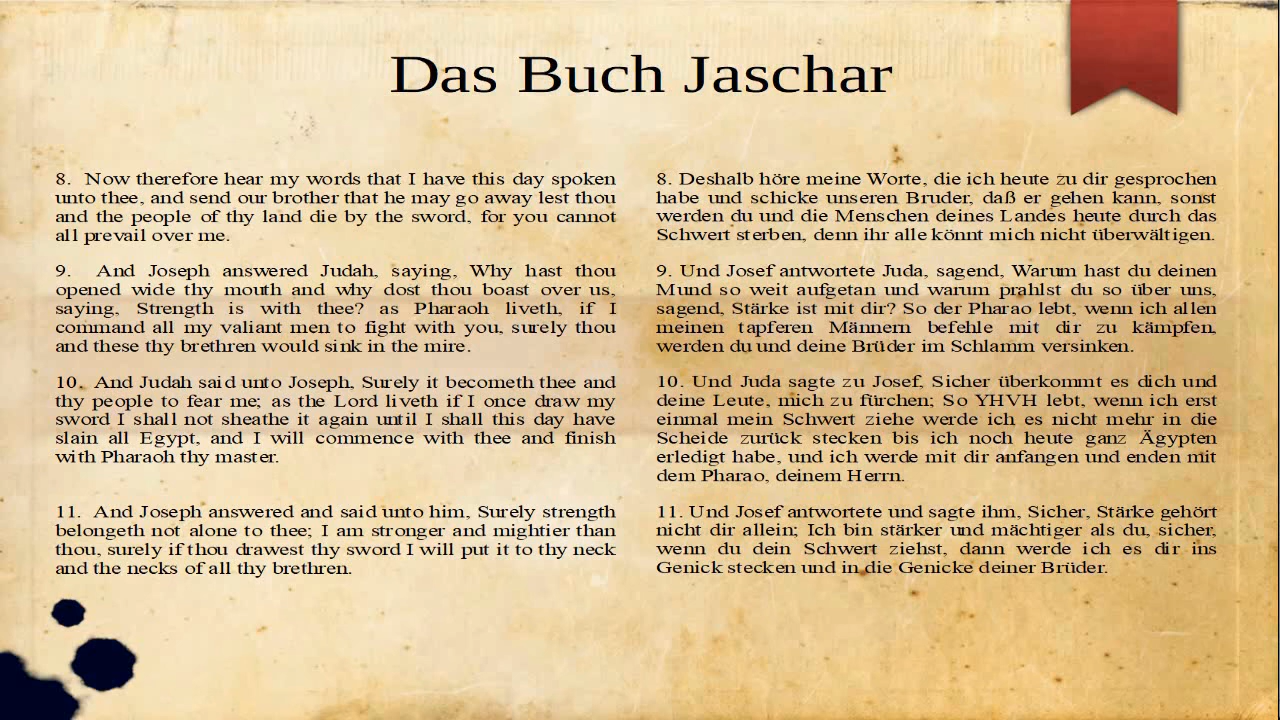 Das Buch Jaschar
8. Now therefore hear my words that I have this day spoken
unto thee, and send our brother that he may go away lest thou
and the people of thy land die by the sword, for you cannot
all prevail over me.
9. And Joseph answered Judah, saying, Why hast thou
opened wide thy mouth and why dost thou boast over us,
saying, Strength is with thee? as Pharaoh liveth, if I
command all my valiant men to fight with you, surely thou
and these thy brethren would sink in the mire.
10. And Judah said unto Joseph, Surely it becometh thee and
thy people to fear me; as the Lord liveth if I once draw my
sword I shall not sheathe it again until I shall this day have
slain all Egypt, and I will commence with thee and finish
with Pharaoh thy master.
11. And Joseph answered and said unto him, Surely strength
belongeth not alone to thee; I am stronger and mightier than
thou, surely if thou drawest thy sword I will put it to thy neck
and the necks of all thy brethren.
8. Deshalb höre meine Worte, die ich heute zu dir gesprochen
habe und schicke unseren Bruder, daß er gehen kann, sonst
werden du und die Menschen deines Landes heute durch das
Schwert sterben, denn ihr alle könnt mich nicht überwältigen.
9. Und Josef antwortete Juda, sagend, Warum hast du deinen
Mund so weit aufgetan und warum prahlst du so über uns,
sagend, Stärke ist mit dir? So der Pharao lebt, wenn ich allen
meinen tapferen Männern befehle mit dir zu kämpfen,
werden du und deine Brüder im Schlamm versinken.
10. Und Juda sagte zu Josef, Sicher überkommt es dich und
deine Leute, mich zu fürchen; So YHVH lebt, wenn ich erst
einmal mein Schwert ziehe werde ich es nicht mehr in die
Scheide zurück stecken bis ich noch heute ganz Ägypten
erledigt habe, und ich werde mit dir anfangen und enden mit
dem Pharao, deinem Herrn.
11. Und Josef antwortete und sagte ihm, Sicher, Stärke gehört
nicht dir allein; Ich bin stärker und mächtiger als du, sicher,
wenn du dein Schwert ziehst, dann werde ich es dir ins
Genick stecken und in die Genicke deiner Brüder.